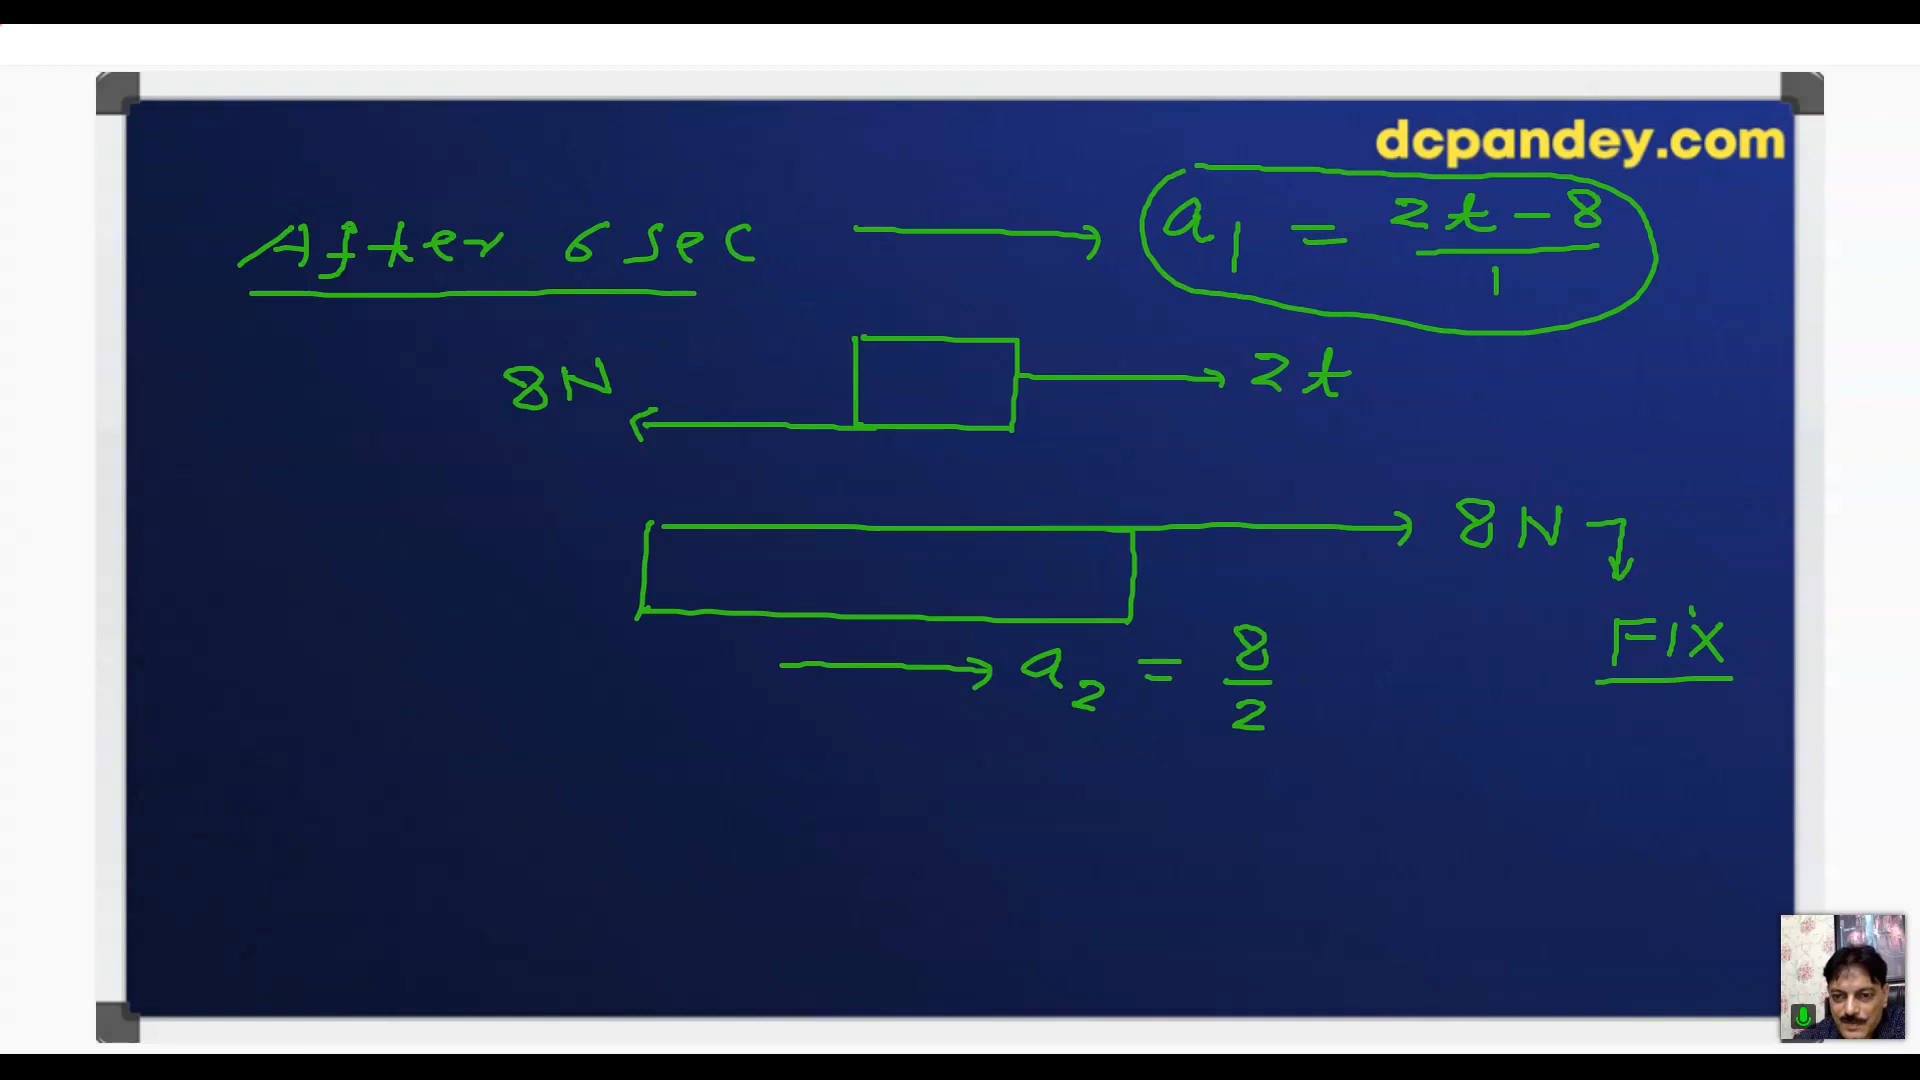 dcpandey.com
After 6 sec → a1 = 2t - 8 / 1
8N 2t
8N
Fix
a2 = 8 / 2